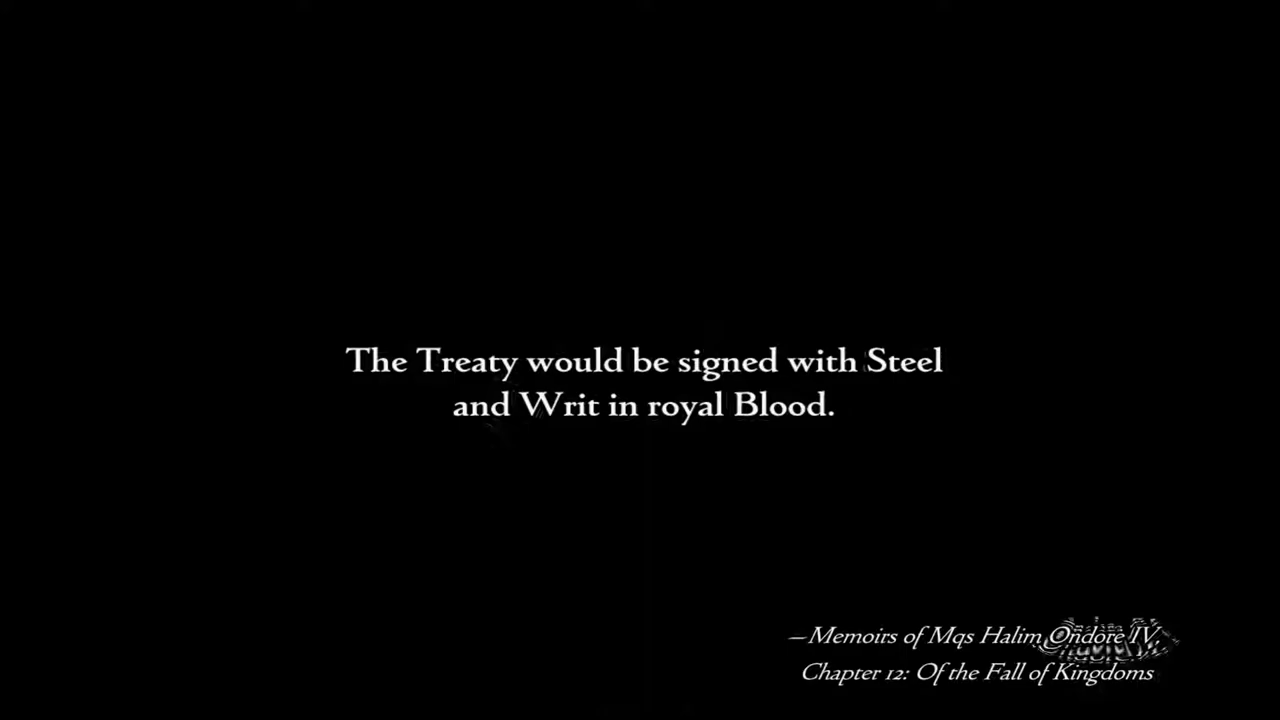 The Treaty would be signed with Steel
and Writ in royal Blood.
—Memoirs of Mqs Halim Ondore IV
Chapter 12: Of the Fall of Kingdoms